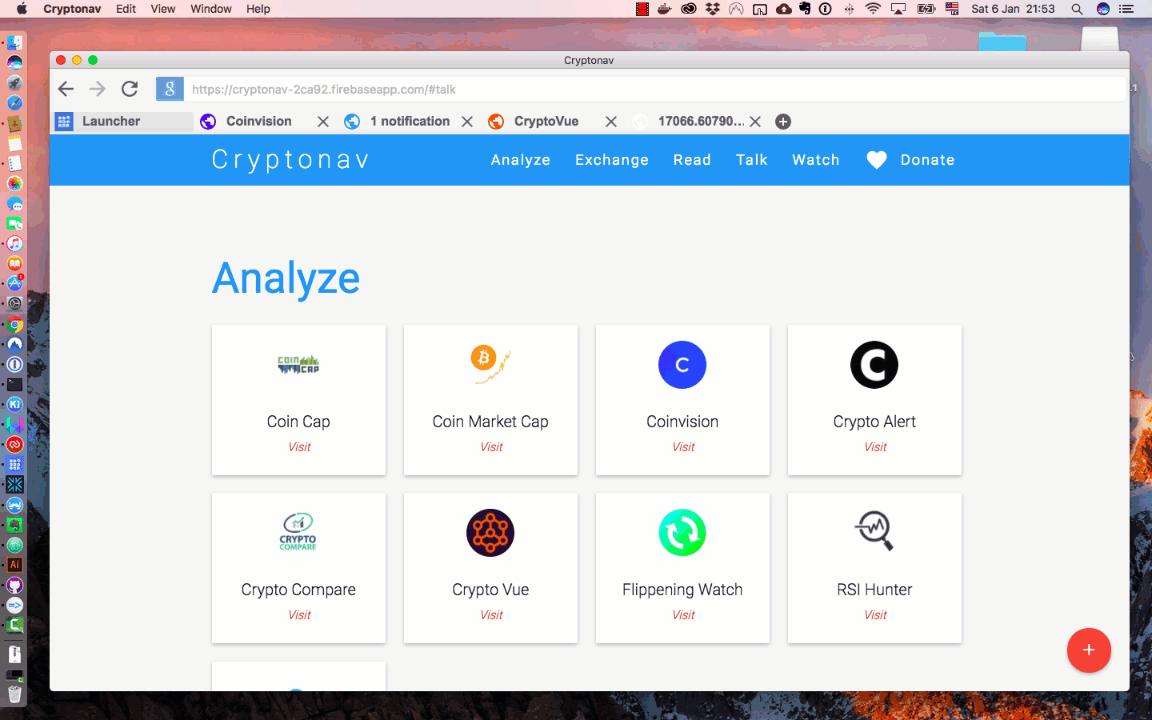 Cryptonav Edit View Window Help Sat 6 Jan 21:53
Cryptonav
https://cryptonav-2ca92.firebaseapp.com/#talk
Launcher Coinvision 1 notification CryptoVue 17066.60790...
Cryptonav Analyze Exchange Read Talk Watch Donate
Analyze
COIN CAP
Coin Cap Coin Market Cap Coinvision Crypto Alert
Visit Visit Visit Visit
CRYPTO
COMPARE
Crypto Compare Crypto Vue Flippening Watch RSI Hunter
Visit Visit Visit Visit